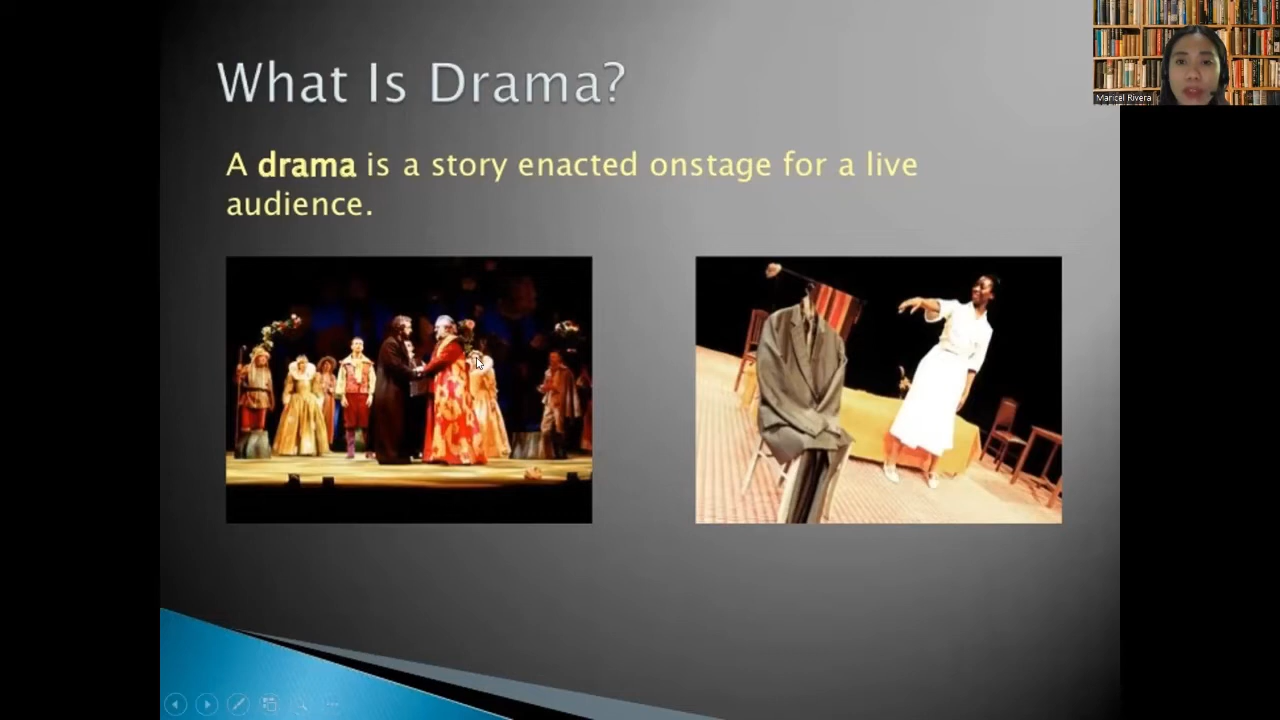 What Is Drama?
A drama is a story enacted onstage for a live
audience.
Maricel Rivera